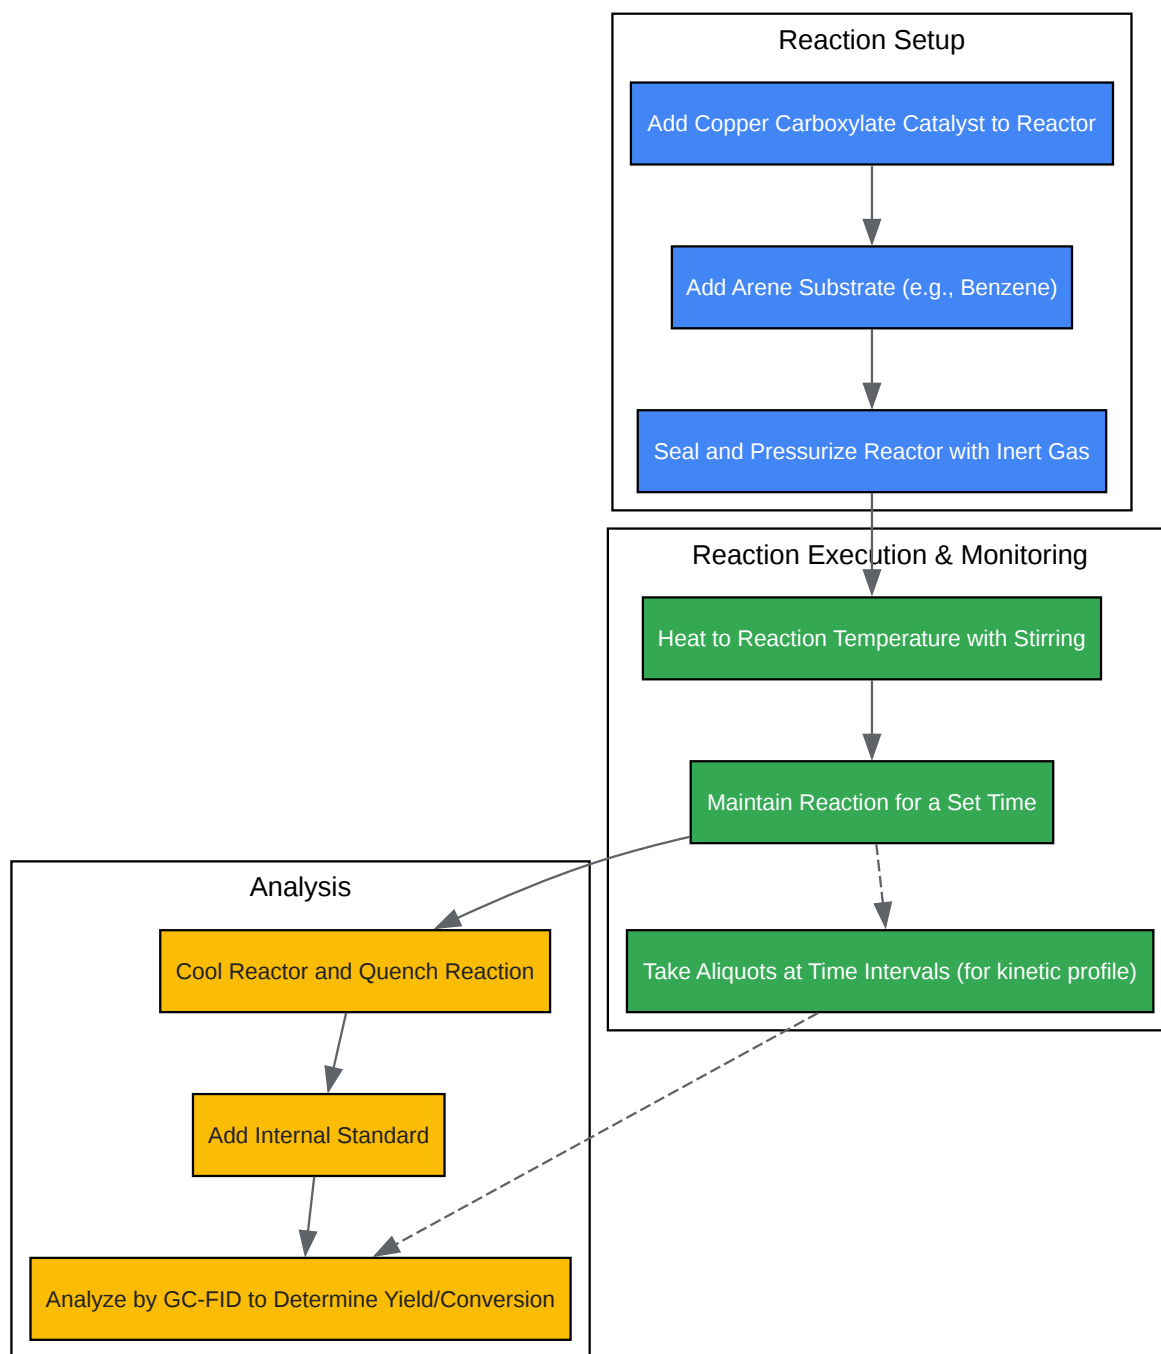 Reaction Setup
Add Copper Carboxylate Catalyst to Reactor
Add Arene Substrate (e.g., Benzene)
Seal and Pressurize Reactor with Inert Gas
Reaction Execution & Monitoring
Heat to Reaction Temperature with Stirring
Maintain Reaction for a Set Time
Take Aliquots at Time Intervals (for kinetic profile)
Analysis
Cool Reactor and Quench Reaction
Add Internal Standard
Analyze by GC-FID to Determine Yield/Conversion